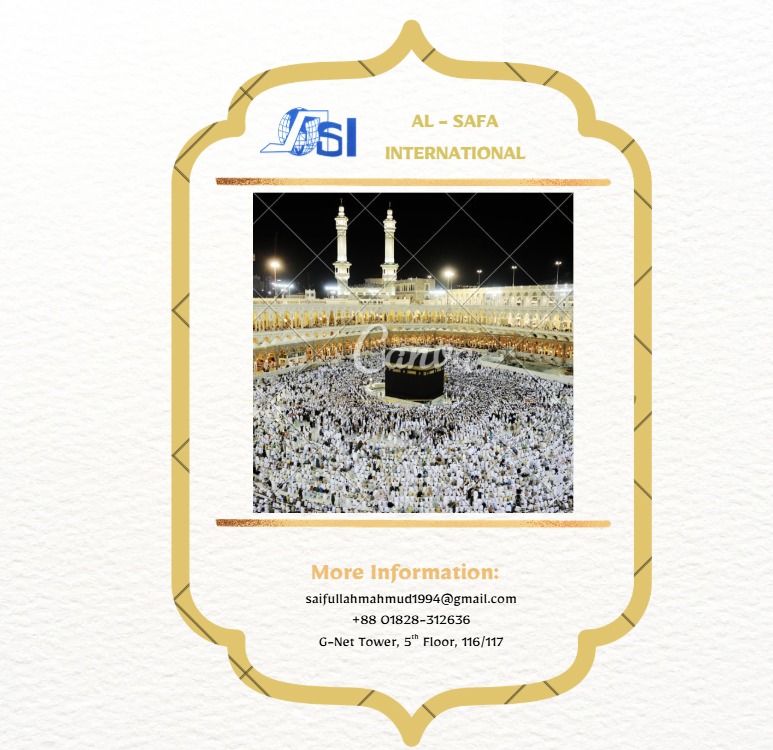 ASI
AL - SAFA
INTERNATIONAL
Canva
More Information:
saifullahmahmud1994@gmail.com
+88 01828-312636
G-Net Tower, 5th Floor, 116/117